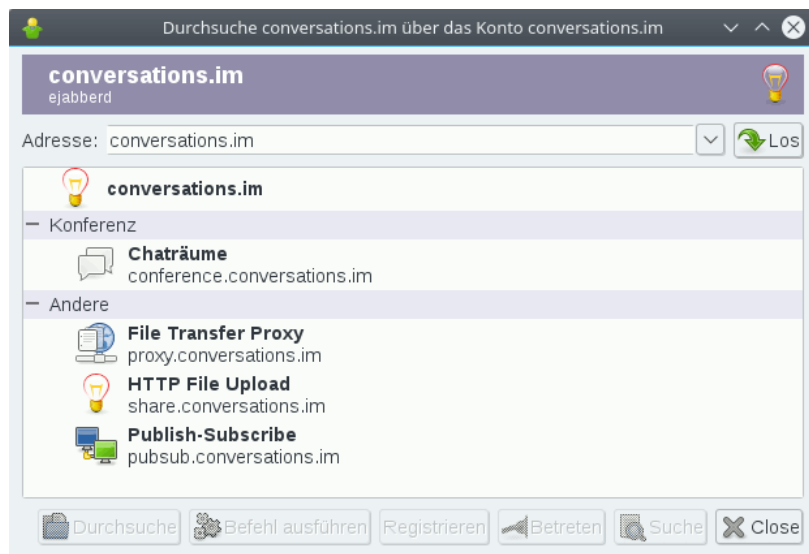 Durchsuche conversations.im über das Konto conversations.im
conversations.im
ejabberd
Adresse: conversations.im Los
conversations.im
Konferenz
Chaträume
conference.conversations.im
Andere
File Transfer Proxy
proxy.conversations.im
HTTP File Upload
share.conversations.im
Publish-Subscribe
pubsub.conversations.im
Durchsuche Befehl ausführen Registrieren Betreten Suche Close